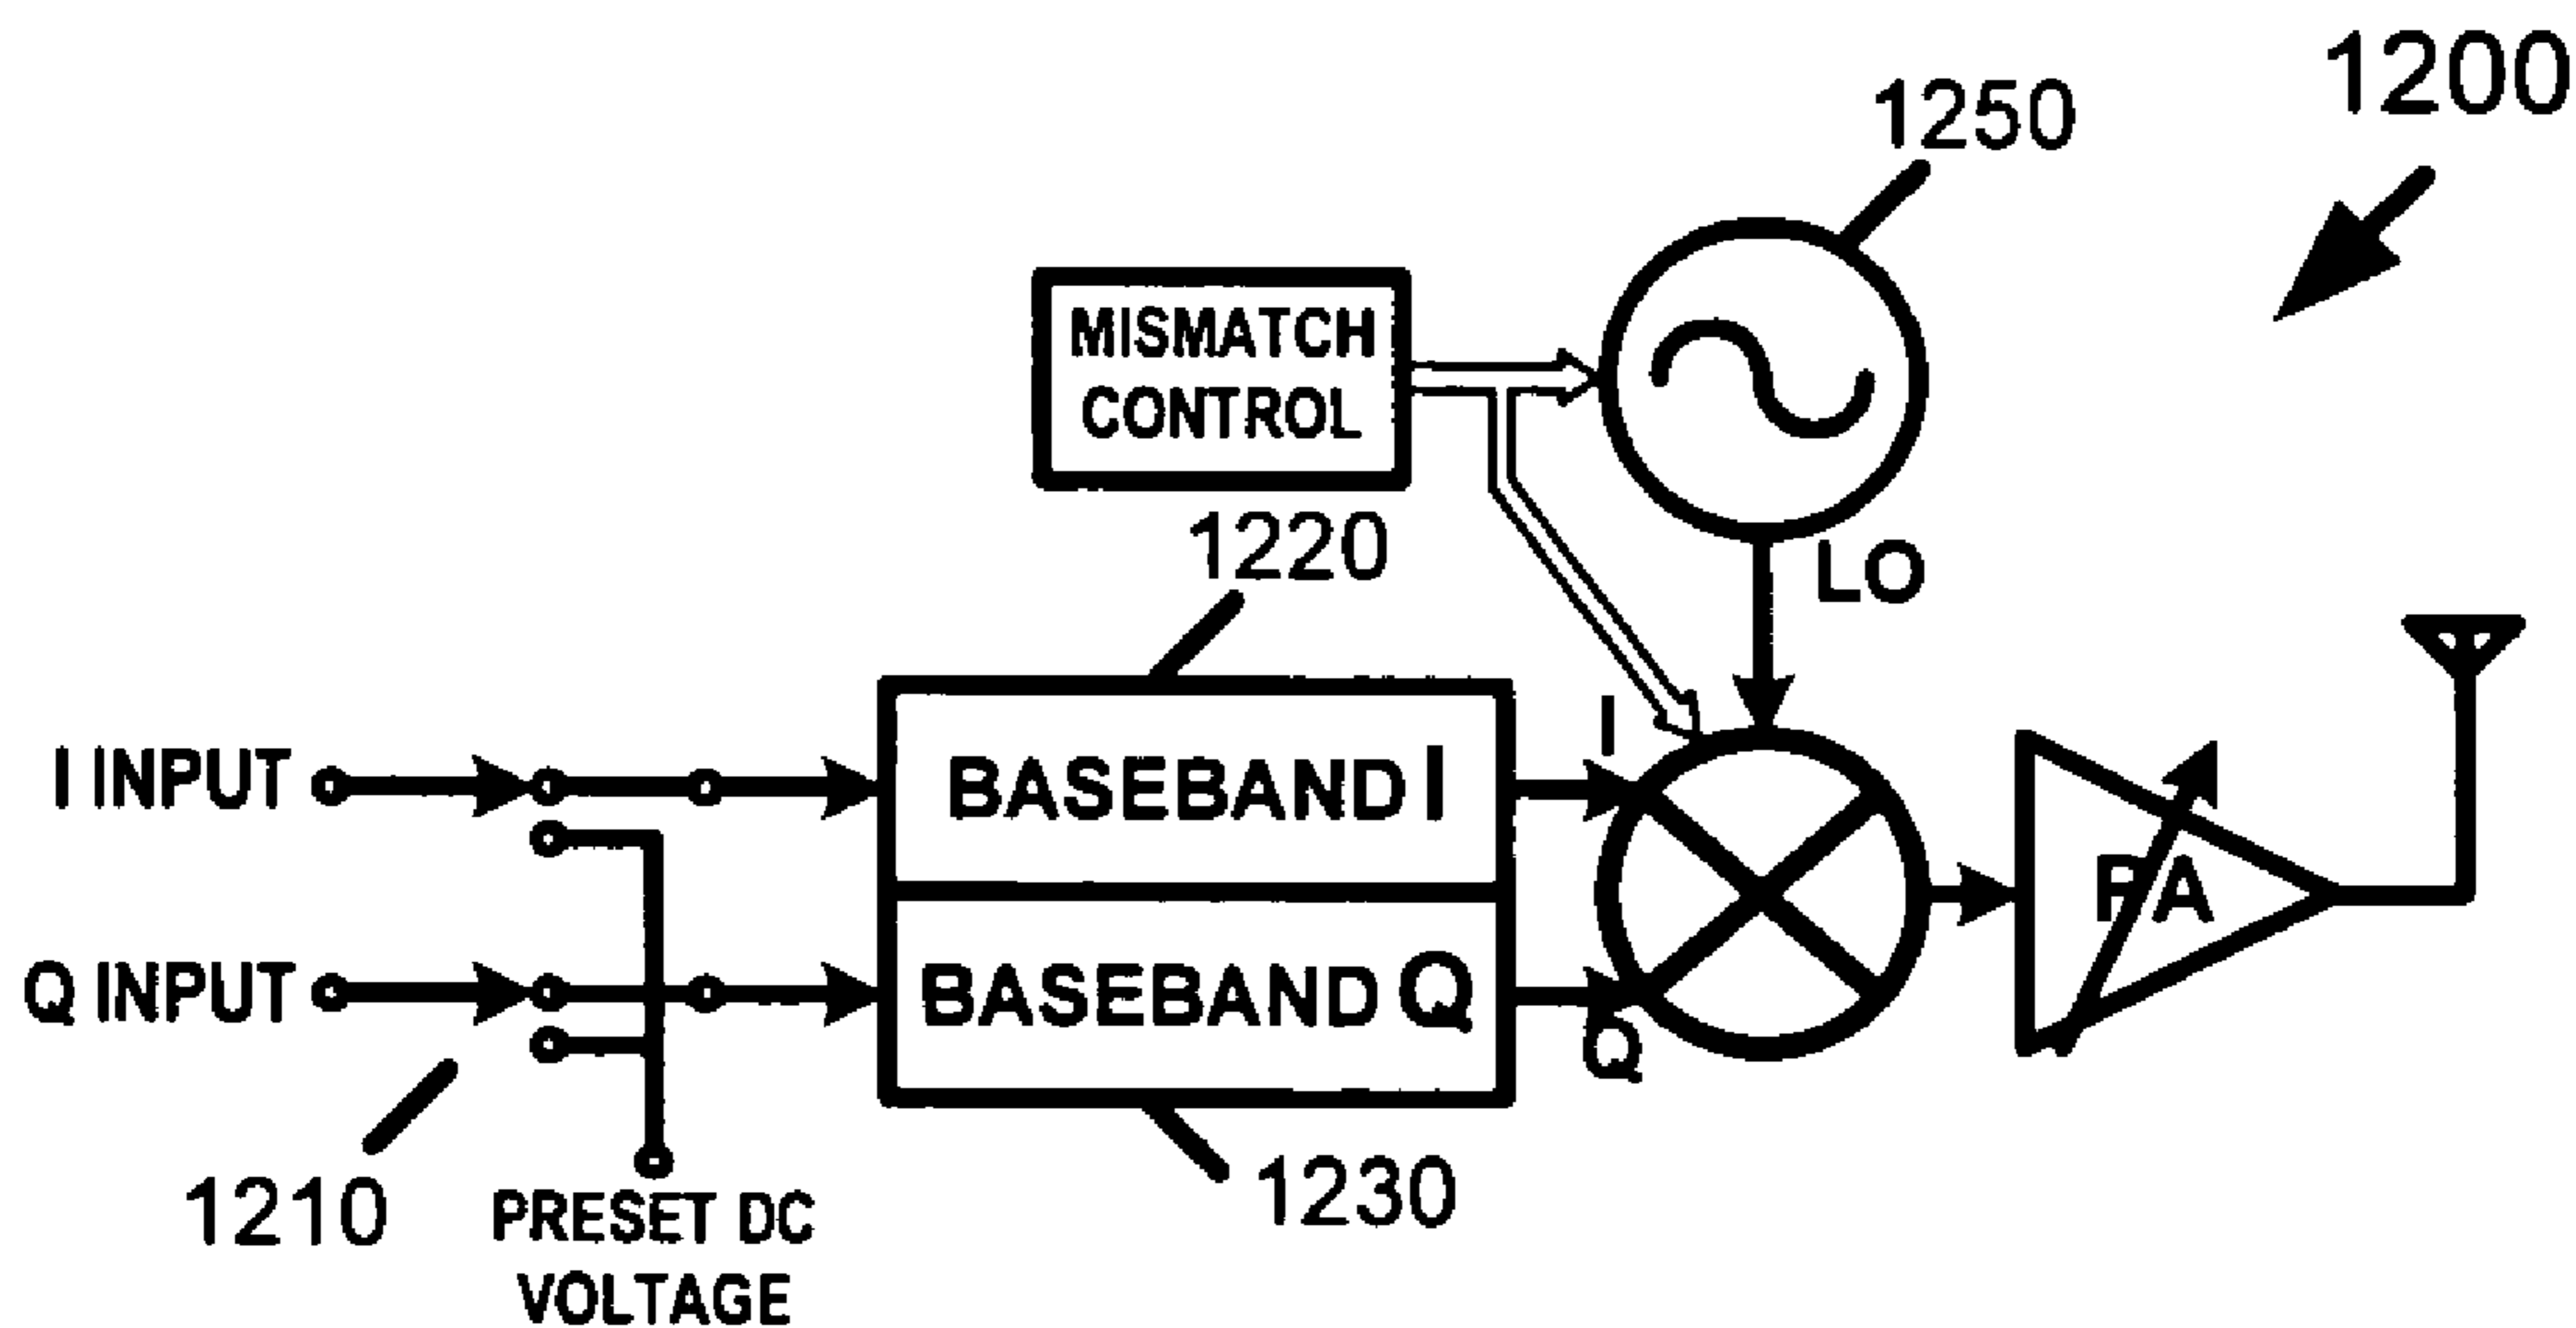 1200
1250
MISMATCH
CONTROL
1220
LO
I INPUT
BASEBAND I
I
PA
Q INPUT
BASEBAND Q
Q
1210
PRESET DC
VOLTAGE
1230